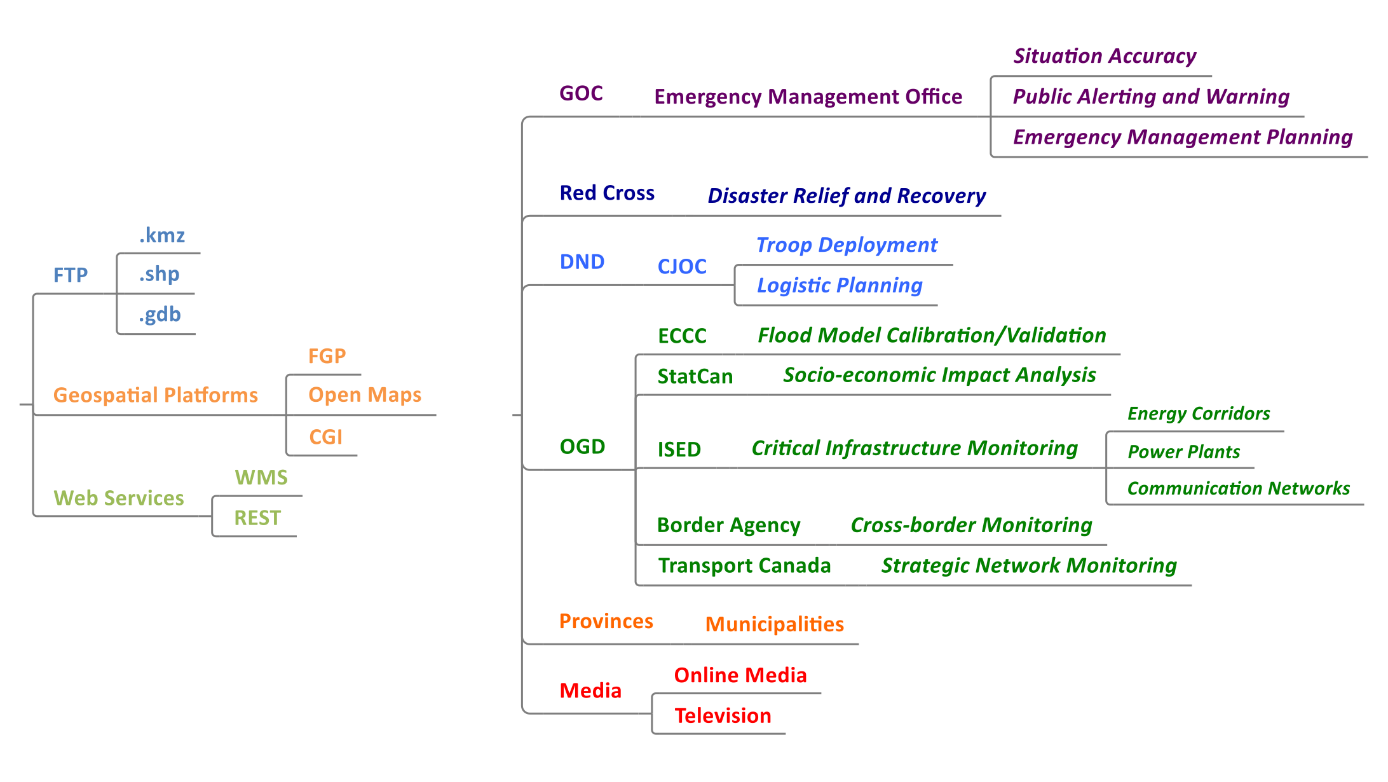 FTP
.kmz
.shp
.gdb
Geospatial Platforms
FGP
Open Maps
CGI
Web Services
WMS
REST
GOC
Emergency Management Office
Situation Accuracy
Public Alerting and Warning
Emergency Management Planning
Red Cross
Disaster Relief and Recovery
DND
CJOC
Troop Deployment
Logistic Planning
OGD
ECCC
Flood Model Calibration/Validation
StatCan
Socio-economic Impact Analysis
ISED
Critical Infrastructure Monitoring
Energy Corridors
Power Plants
Communication Networks
Border Agency
Cross-border Monitoring
Transport Canada
Strategic Network Monitoring
Provinces
Municipalities
Media
Online Media
Television